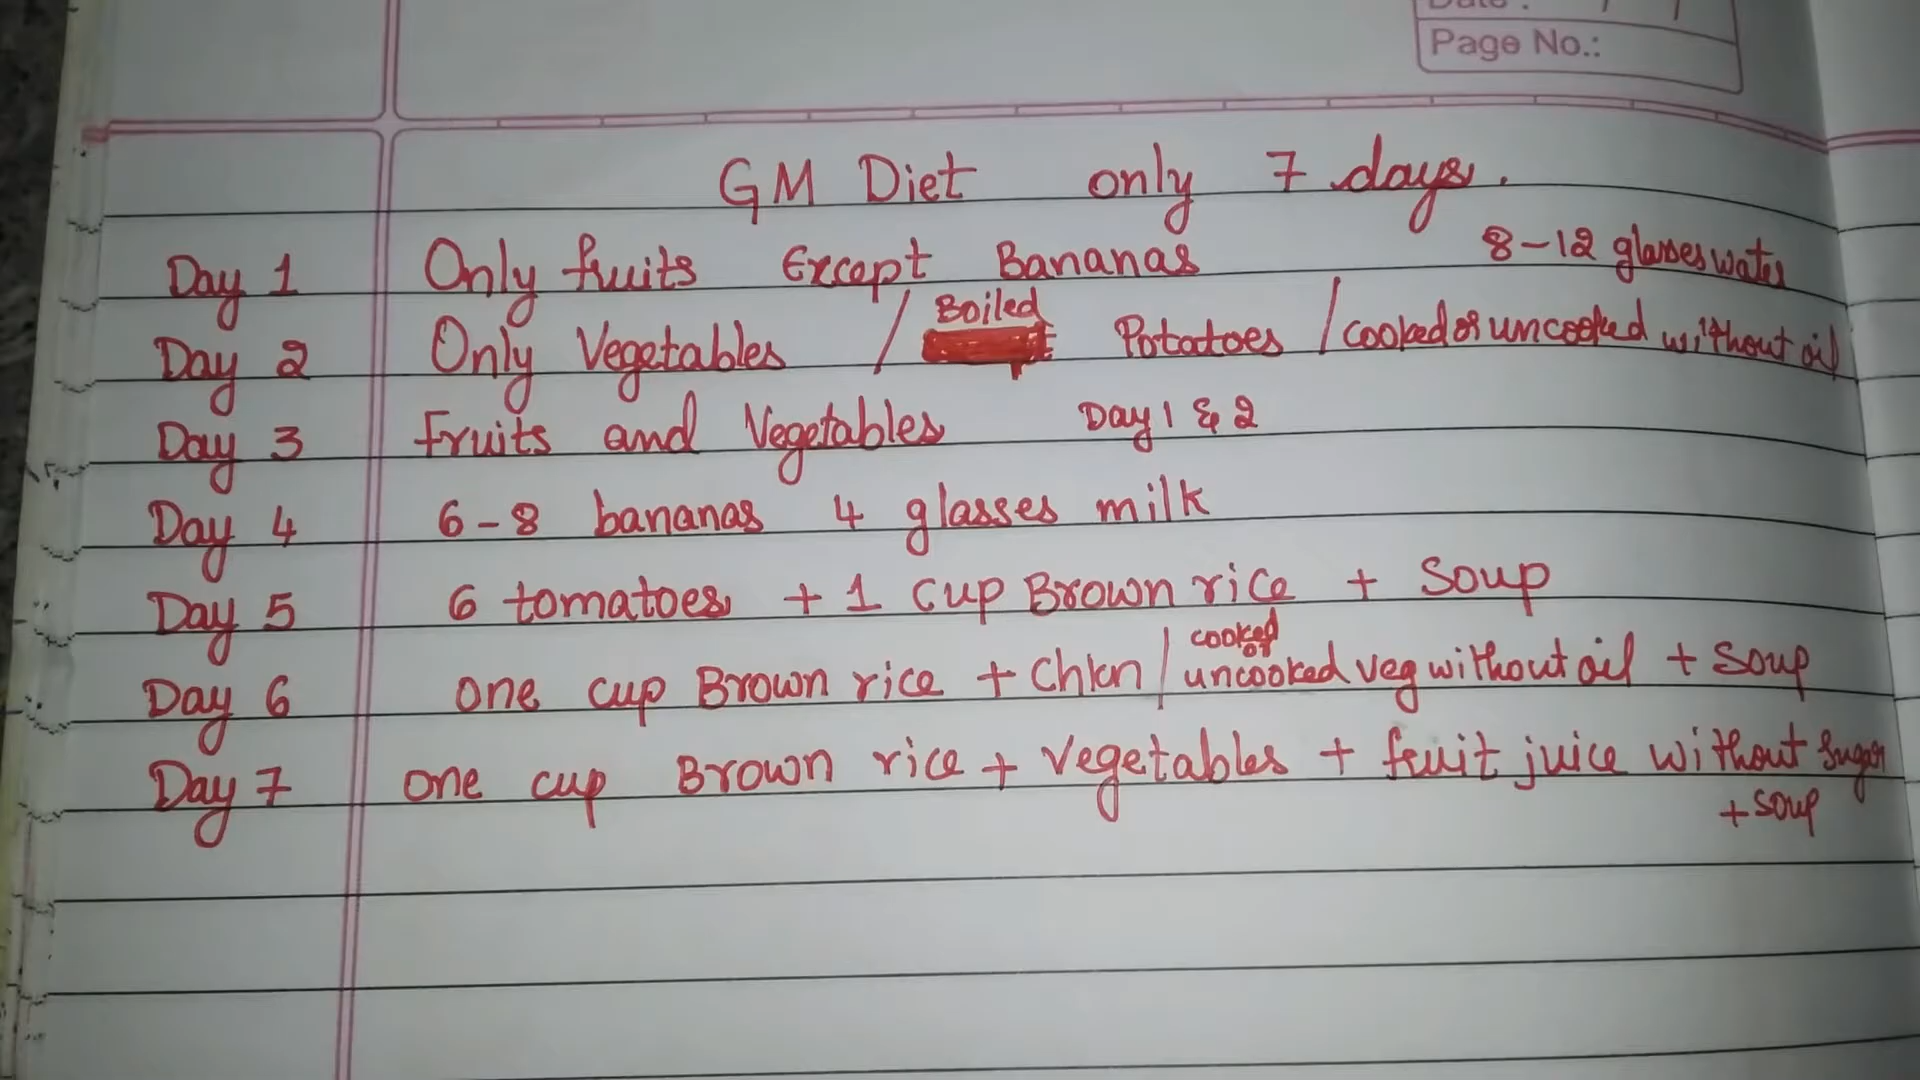 Date : / /
Page No.:
GM Diet only 7 days.
Day 1 Only fruits Except Bananas 8-12 glasses water
Day 2 Only Vegetables / Boiled Potatoes / cooked or uncooked without oil
Day 3 Fruits and Vegetables Day 1 & 2
Day 4 6-8 bananas 4 glasses milk
Day 5 6 tomatoes + 1 cup Brown rice + Soup
Day 6 one cup Brown rice + Chkn / cooked or uncooked veg without oil + Soup
Day 7 one cup Brown rice + Vegetables + fruit juice without Sugar
+ Soup